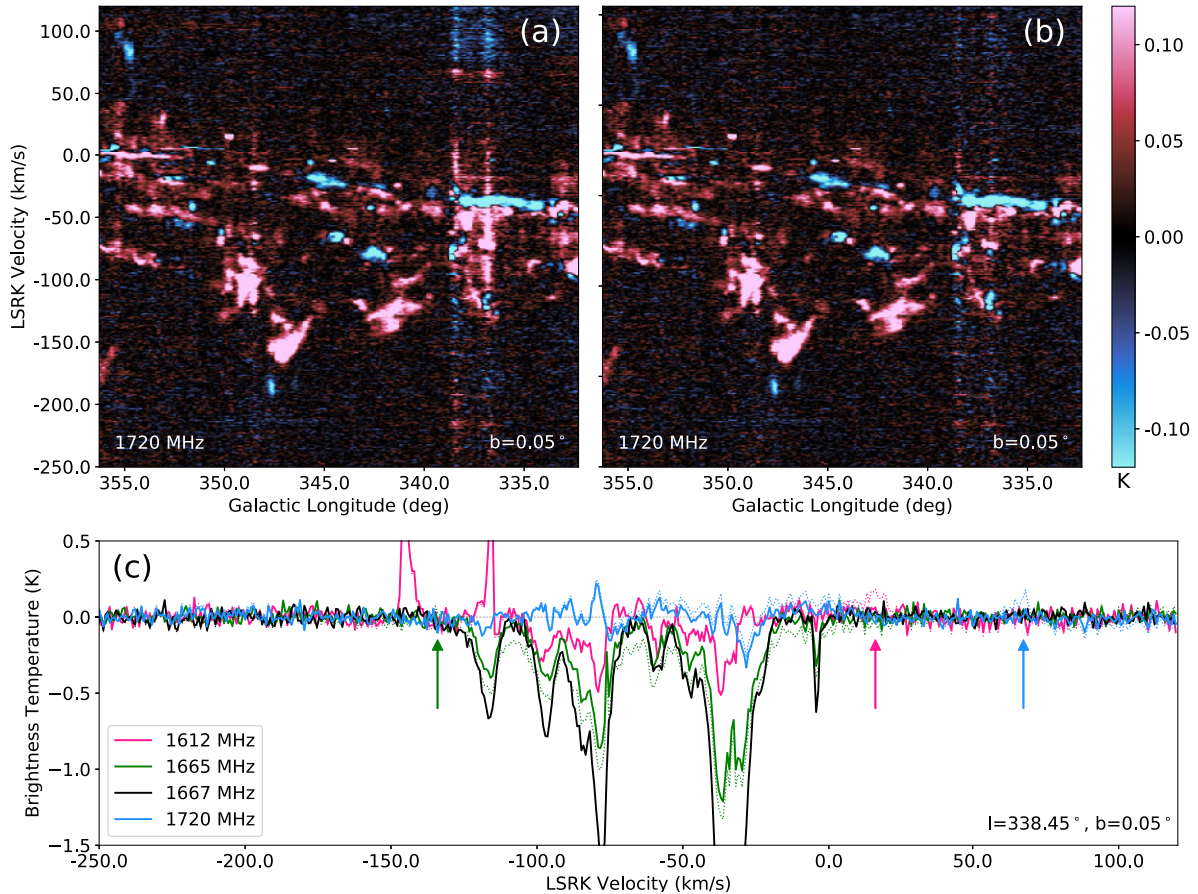 (a)
(b)
100.0
50.0
0.0
-50.0
-100.0
-150.0
-200.0
-250.0
LSRK Velocity (km/s)
1720 MHz
b=0.05°
1720 MHz
b=0.05°
355.0 350.0 345.0 340.0 335.0
355.0 350.0 345.0 340.0 335.0
Galactic Longitude (deg)
Galactic Longitude (deg)
0.10
0.05
0.00
-0.05
-0.10
K
(c)
0.5
0.0
-0.5
-1.0
-1.5
Brightness Temperature (K)
1612 MHz
1665 MHz
1667 MHz
1720 MHz
l=338.45°, b=0.05°
-250.0 -200.0 -150.0 -100.0 -50.0 0.0 50.0 100.0
LSRK Velocity (km/s)